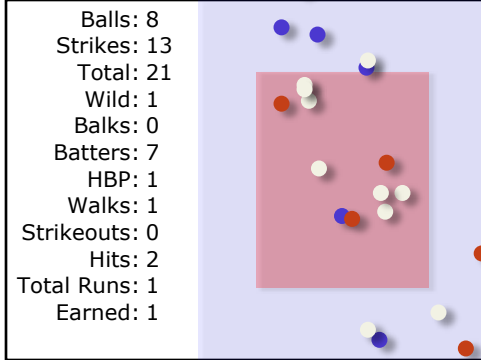 Balls: 8
Strikes: 13
Total: 21
Wild: 1
Balks: 0
Batters: 7
HBP: 1
Walks: 1
Strikeouts: 0
Hits: 2
Total Runs: 1
Earned: 1